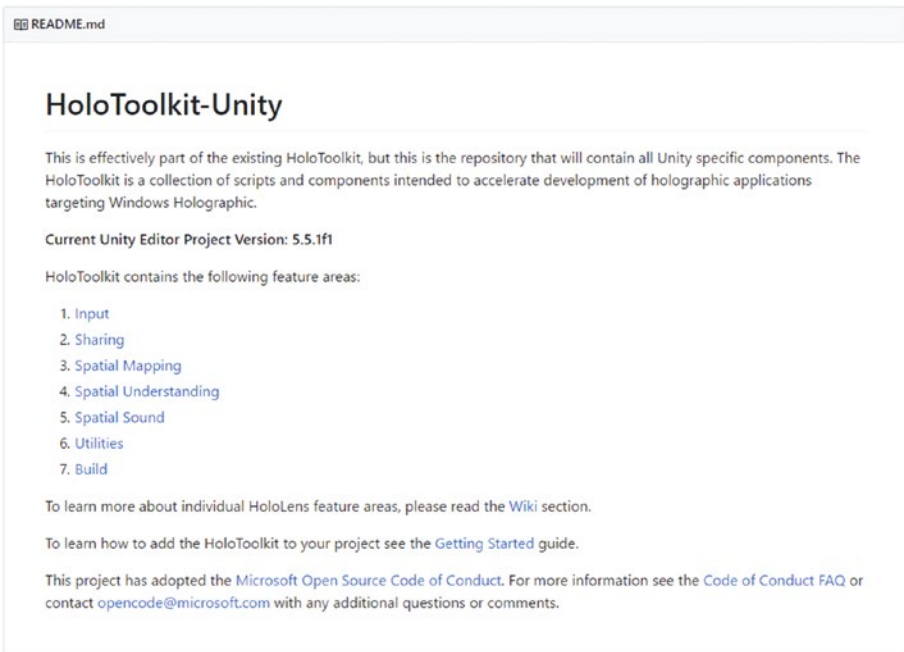 README.md
HoloToolkit-Unity
This is effectively part of the existing HoloToolkit, but this is the repository that will contain all Unity specific components. The
HoloToolkit is a collection of scripts and components intended to accelerate development of holographic applications
targeting Windows Holographic.
Current Unity Editor Project Version: 5.5.1f1
HoloToolkit contains the following feature areas:
1. Input
2. Sharing
3. Spatial Mapping
4. Spatial Understanding
5. Spatial Sound
6. Utilities
7. Build
To learn more about individual HoloLens feature areas, please read the Wiki section.
To learn how to add the HoloToolkit to your project see the Getting Started guide.
This project has adopted the Microsoft Open Source Code of Conduct. For more information see the Code of Conduct FAQ or
contact opencode@microsoft.com with any additional questions or comments.